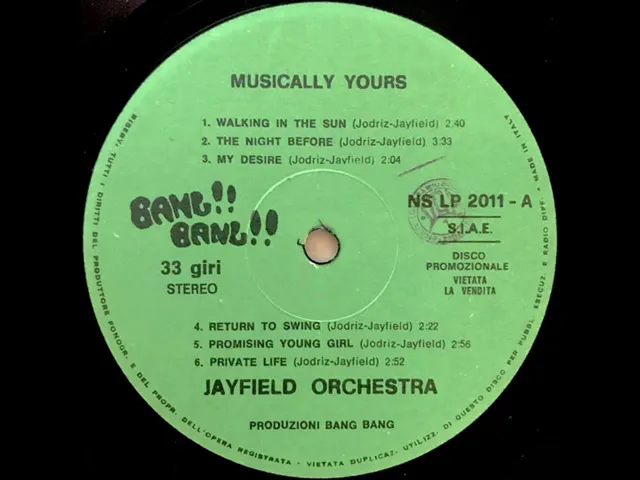 MUSICALLY YOURS
1. WALKING IN THE SUN (Jodriz-Jayfield) 2:40
2. THE NIGHT BEFORE (Jodriz-Jayfield) 3:33
3. MY DESIRE (Jodriz-Jayfield) 2:04
BANG!!
BANG!!
33 giri
STEREO
NS LP 2011 - A
S.I.A.E.
DISCO
PROMOZIONALE
VIETATA
LA VENDITA
4. RETURN TO SWING (Jodriz-Jayfield) 2:22
5. PROMISING YOUNG GIRL (Jodriz-Jayfield) 2:56
6. PRIVATE LIFE (Jodriz-Jayfield) 2:52
JAYFIELD ORCHESTRA
PRODUZIONI BANG BANG
RISERV. TUTTI I DIRITTI DEL PRODUTTORE FONOGR. E DEL PROPR. DELL'OPERA REGISTRATA - VIETATA DUPLICAZ. UTILIZZ. DI QUESTO DISCO PER PUBBL. ESECUZ. E RADIO DIFF. • MADE IN ITALY